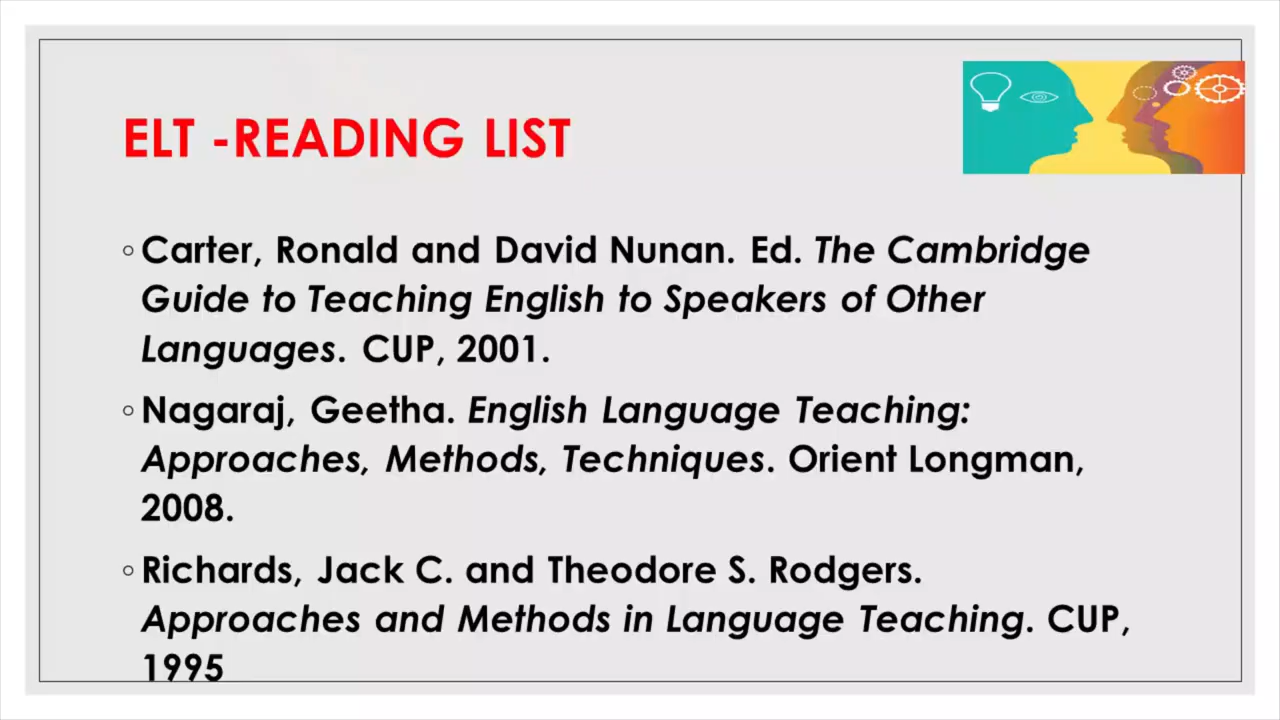 ELT -READING LIST
◦ Carter, Ronald and David Nunan. Ed. The Cambridge
Guide to Teaching English to Speakers of Other
Languages. CUP, 2001.
◦ Nagaraj, Geetha. English Language Teaching:
Approaches, Methods, Techniques. Orient Longman,
2008.
◦ Richards, Jack C. and Theodore S. Rodgers.
Approaches and Methods in Language Teaching. CUP,
1995